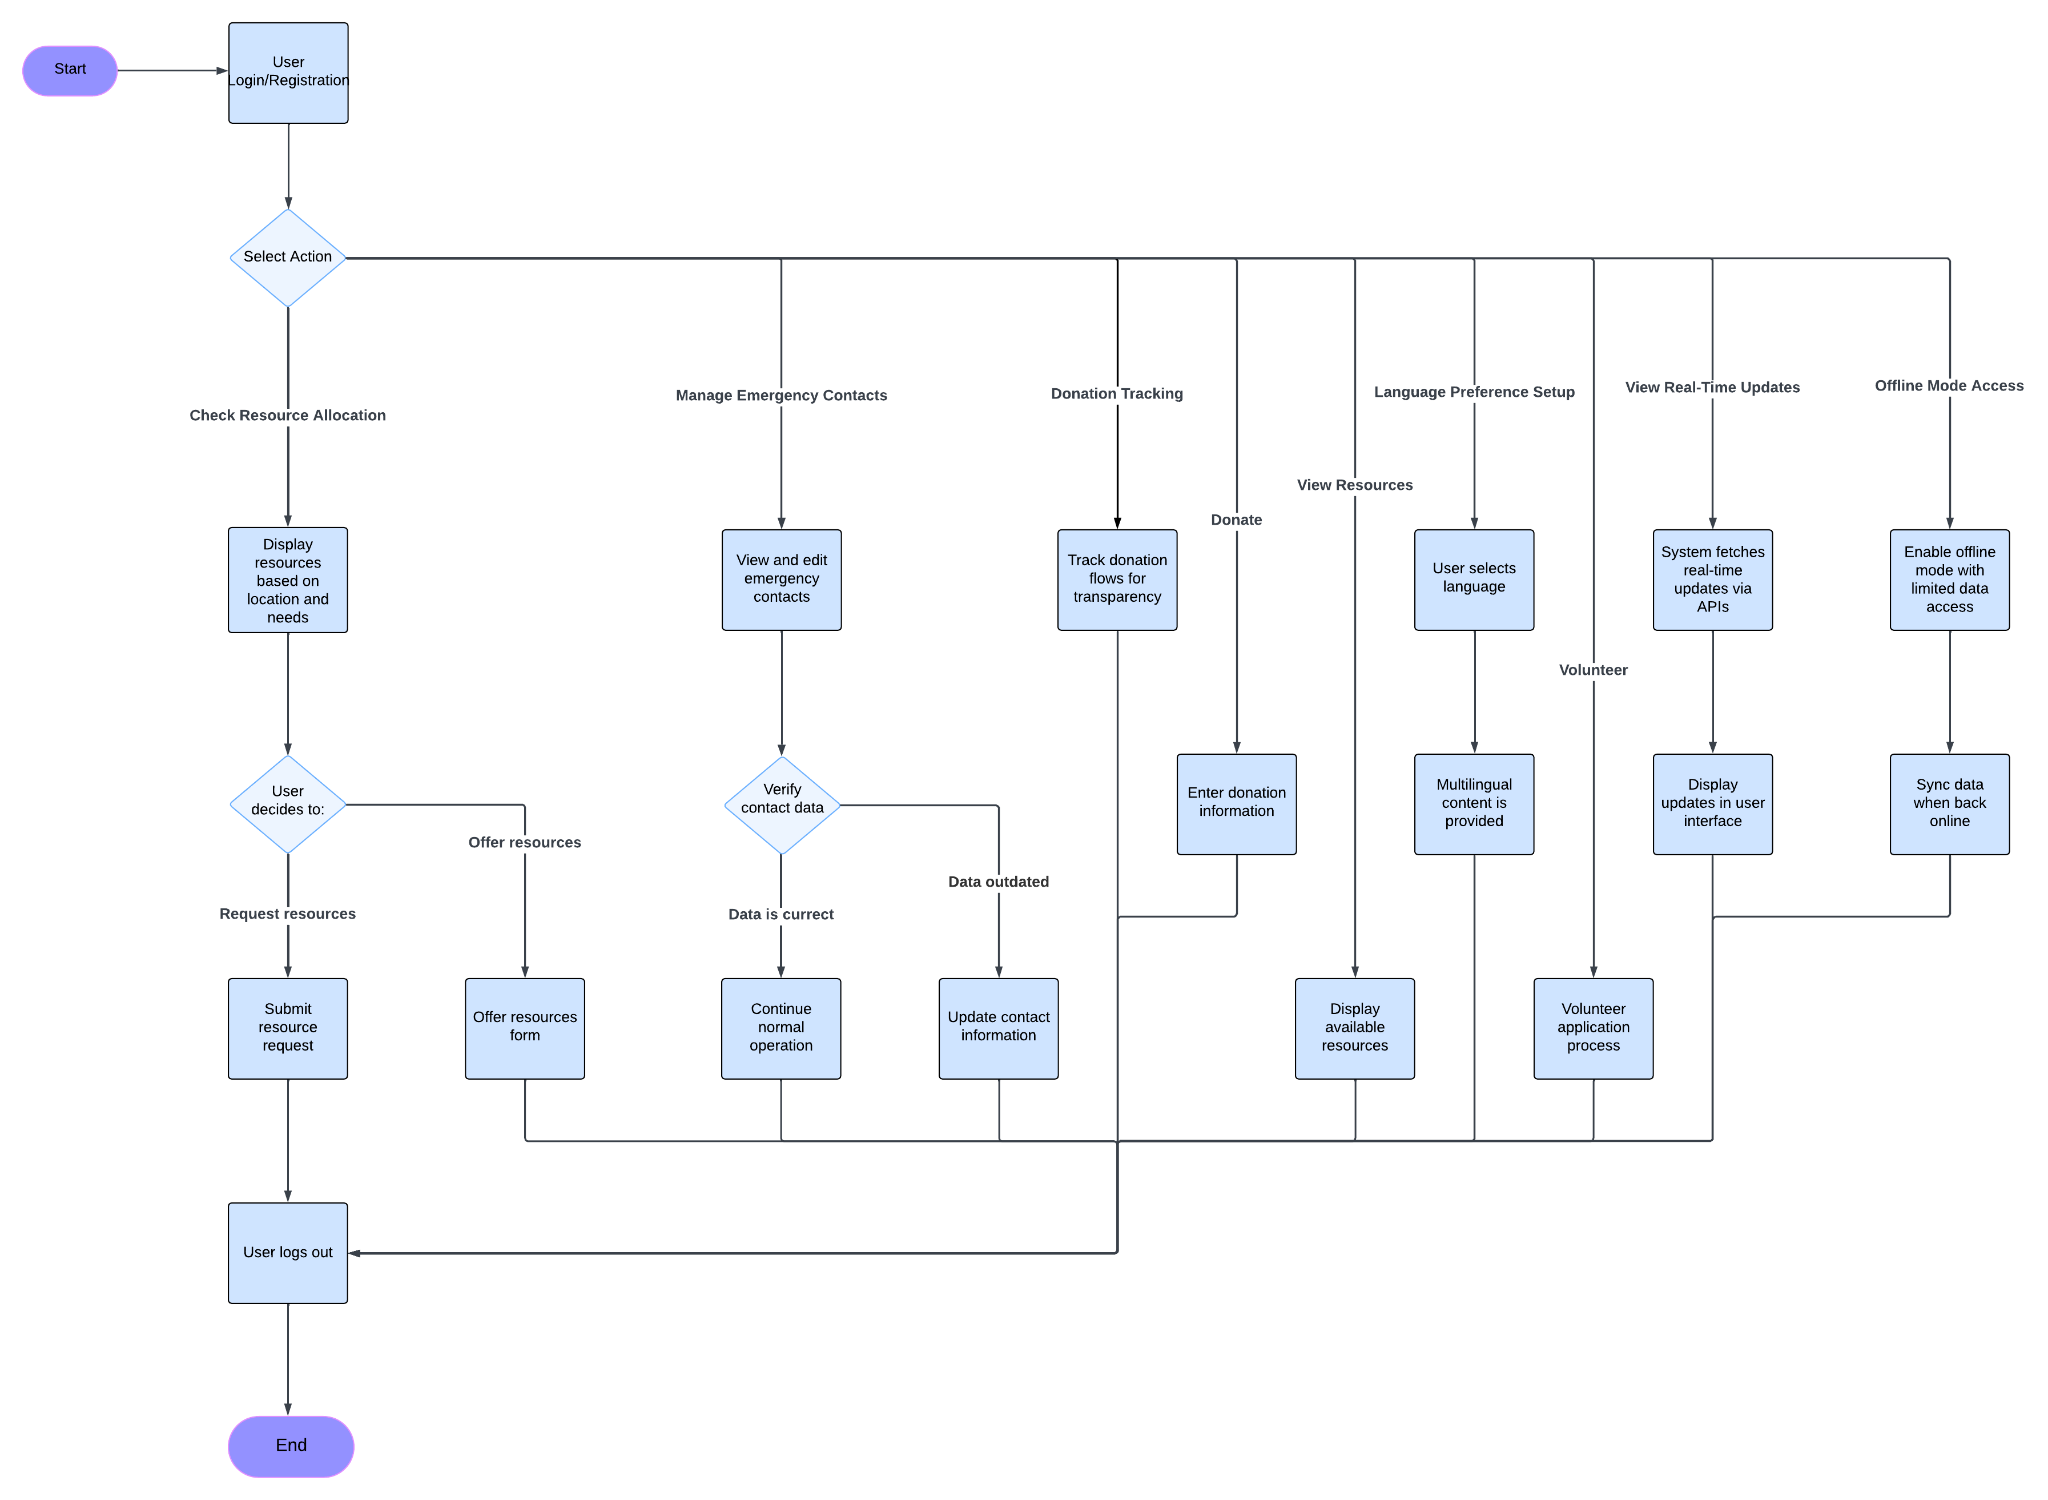 Start
User
Login/Registration
Select Action
Check Resource Allocation
Manage Emergency Contacts
Donation Tracking
Donate
View Resources
Language Preference Setup
Volunteer
View Real-Time Updates
Offline Mode Access
Display
resources
based on
location and
needs
View and edit
emergency
contacts
Track donation
flows for
transparency
User selects
language
System fetches
real-time
updates via
APIs
Enable offline
mode with
limited data
access
User
decides to:
Offer resources
Request resources
Verify
contact data
Data outdated
Data is currect
Enter donation
information
Multilingual
content is
provided
Display
updates in user
interface
Sync data
when back
online
Submit
resource
request
Offer resources
form
Continue
normal
operation
Update contact
information
Display
available
resources
Volunteer
application
process
User logs out
End